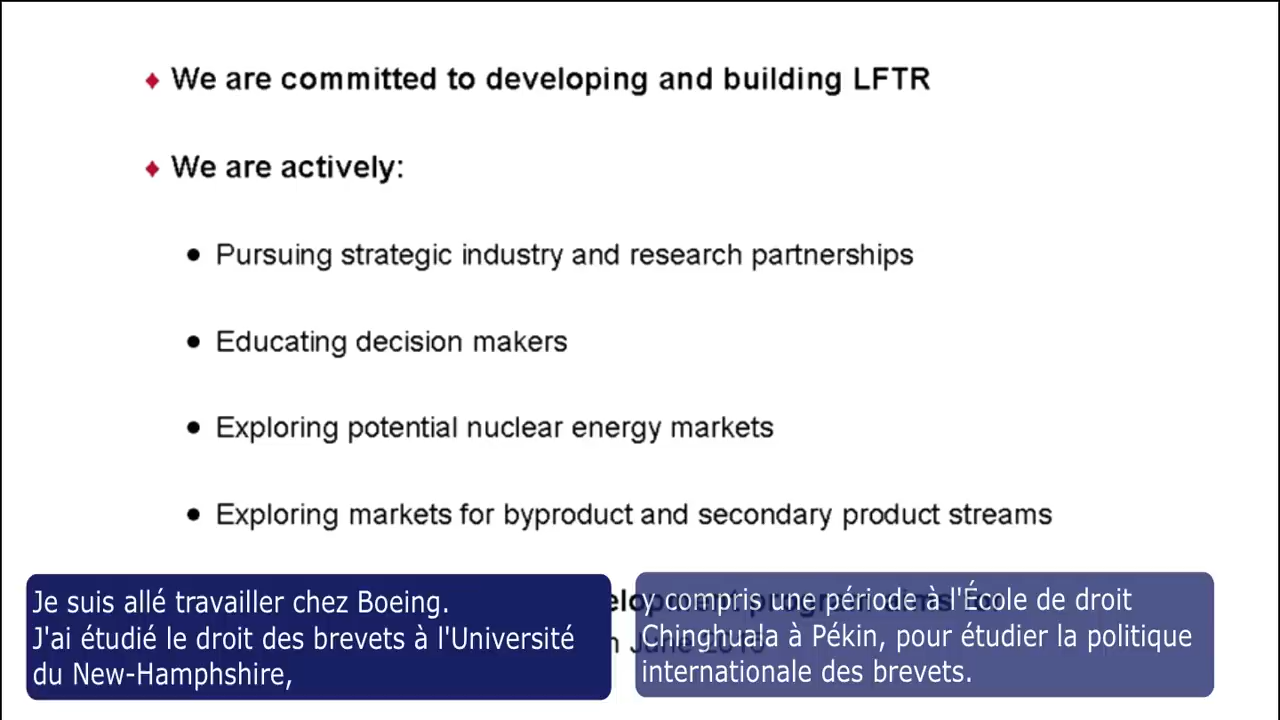 We are committed to developing and building LFTR
We are actively:
Pursuing strategic industry and research partnerships
Educating decision makers
Exploring potential nuclear energy markets
Exploring markets for byproduct and secondary product streams
Je suis allé travailler chez Boeing.
J'ai étudié le droit des brevets à l'Université
du New-Hamphshire,
y compris une période à l'École de droit
Chinghuala à Pékin, pour étudier la politique
internationale des brevets.